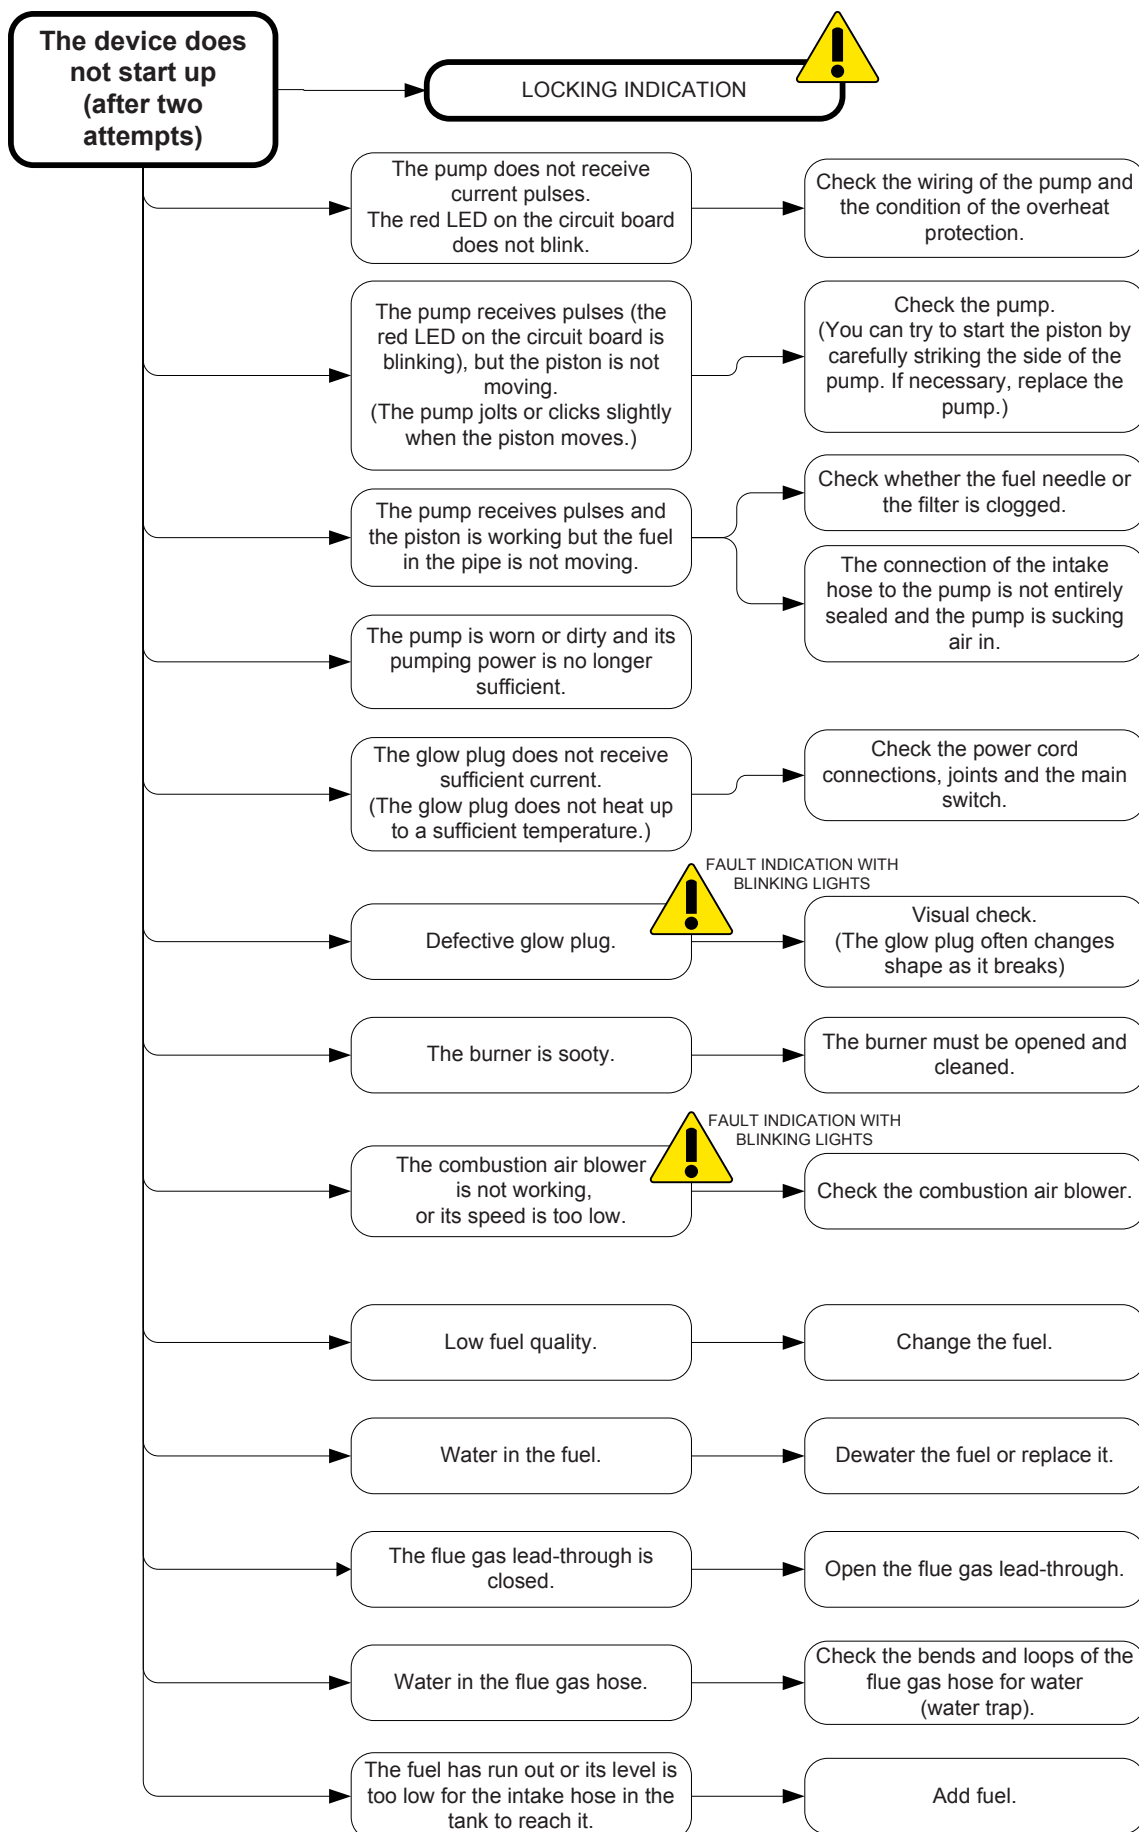 The device does
not start up
(after two
attempts)
LOCKING INDICATION
The pump does not receive
current pulses.
The red LED on the circuit board
does not blink.
Check the wiring of the pump and
the condition of the overheat
protection.
The pump receives pulses (the
red LED on the circuit board is
blinking), but the piston is not
moving.
(The pump jolts or clicks slightly
when the piston moves.)
Check the pump.
(You can try to start the piston by
carefully striking the side of the
pump. If necessary, replace the
pump.)
The pump receives pulses and
the piston is working but the fuel
in the pipe is not moving.
Check whether the fuel needle or
the filter is clogged.
The connection of the intake
hose to the pump is not entirely
sealed and the pump is sucking
air in.
The pump is worn or dirty and its
pumping power is no longer
sufficient.
The glow plug does not receive
sufficient current.
(The glow plug does not heat up
to a sufficient temperature.)
Check the power cord
connections, joints and the main
switch.
FAULT INDICATION WITH
BLINKING LIGHTS
Defective glow plug.
Visual check.
(The glow plug often changes
shape as it breaks)
The burner is sooty.
The burner must be opened and
cleaned.
FAULT INDICATION WITH
BLINKING LIGHTS
The combustion air blower
is not working,
or its speed is too low.
Check the combustion air blower.
Low fuel quality.
Change the fuel.
Water in the fuel.
Dewater the fuel or replace it.
The flue gas lead-through is
closed.
Open the flue gas lead-through.
Water in the flue gas hose.
Check the bends and loops of the
flue gas hose for water
(water trap).
The fuel has run out or its level is
too low for the intake hose in the
tank to reach it.
Add fuel.